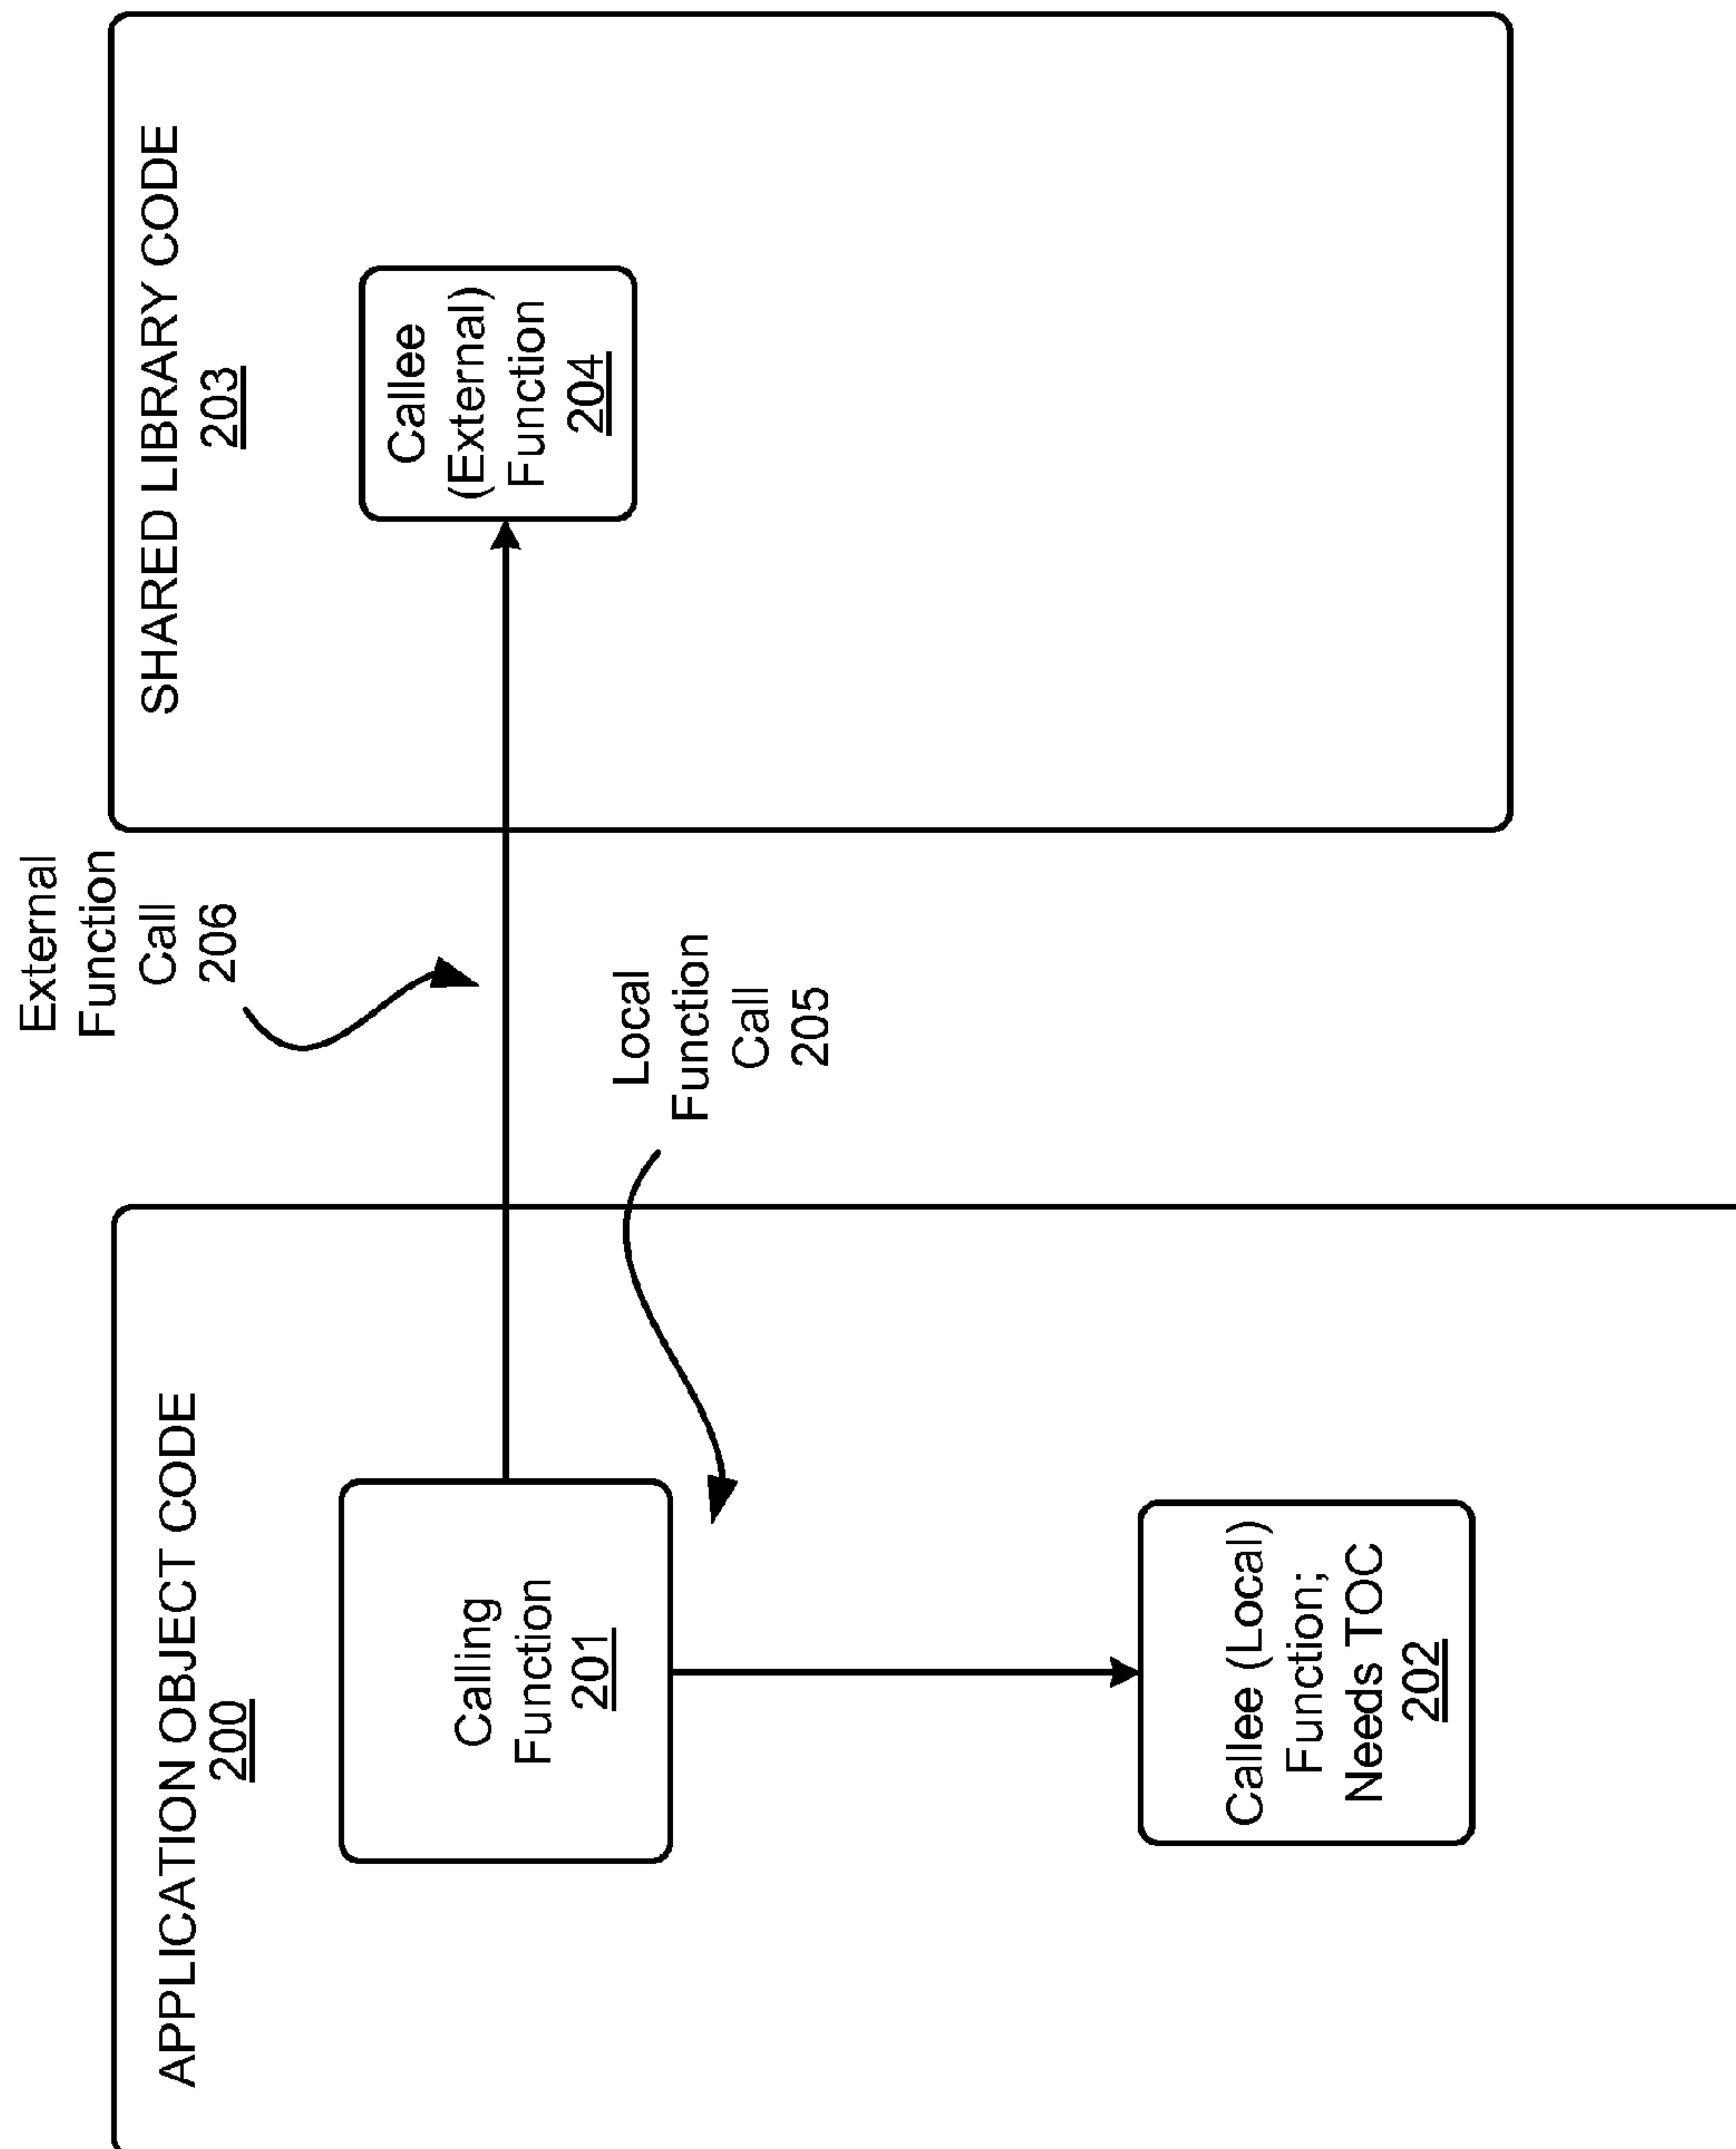 APPLICATION OBJECT CODE
200
Calling
Function
201
Callee (Local)
Function;
Needs TOC
202
External
Function
Call
206
Local
Function
Call
205
SHARED LIBRARY CODE
203
Callee
(External)
Function
204